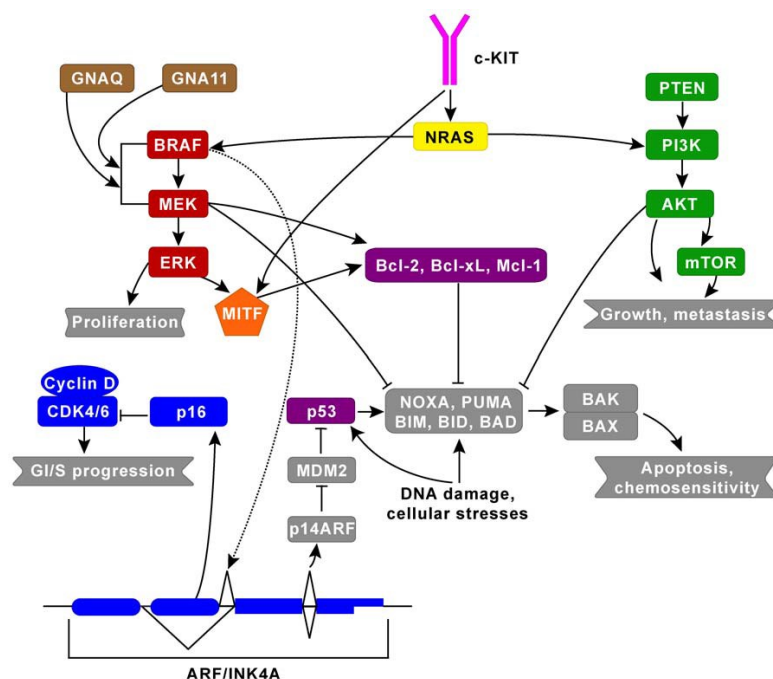 c-KIT
GNAQ
GNA11
PTEN
BRAF
NRAS
PI3K
MEK
AKT
ERK
Bcl-2, Bcl-xL, Mcl-1
mTOR
Proliferation
MITF
Growth, metastasis
Cyclin D
CDK4/6
p16
p53
NOXA, PUMA
BIM, BID, BAD
BAK
BAX
GI/S progression
MDM2
Apoptosis,
chemosensitivity
DNA damage,
cellular stresses
p14ARF
ARF/INK4A